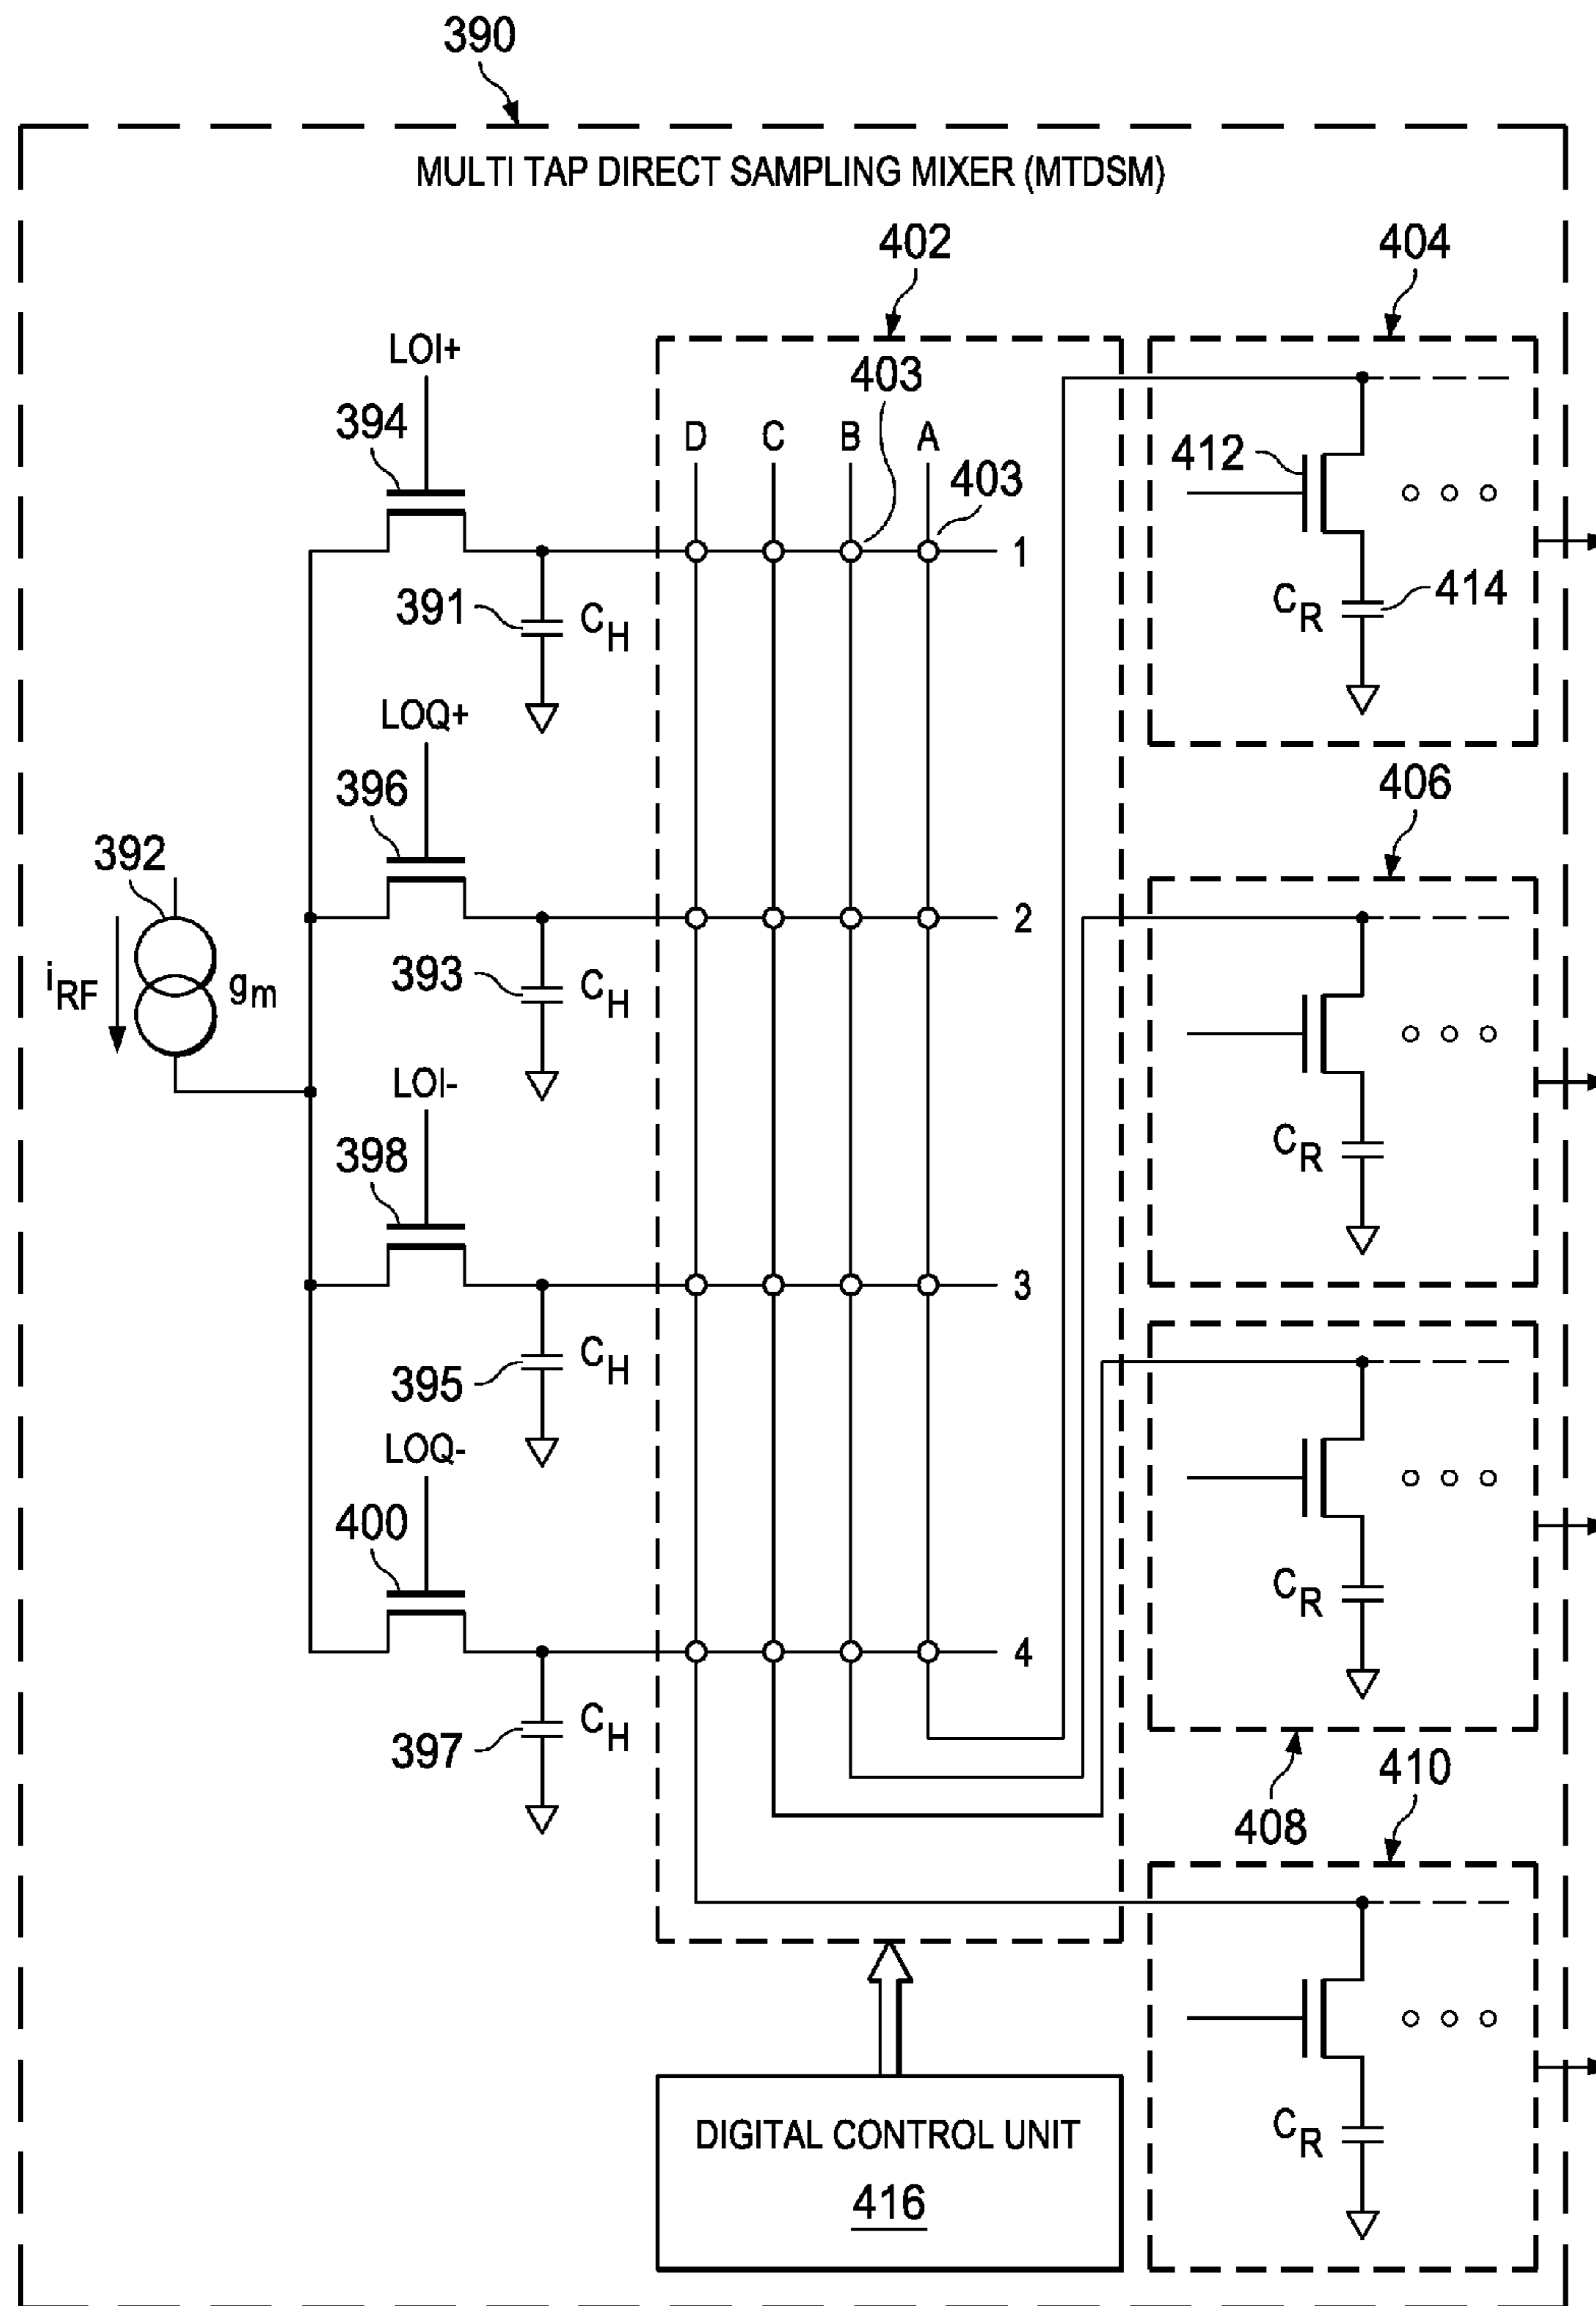 390
MULTI TAP DIRECT SAMPLING MIXER (MTDSM)
402
404
LOI+
403
394
D C B A
403
412
1
391
CH
CR
414
LOQ+
396
406
392
2
iRF
gm
393
CH
LOI-
398
CR
3
395
CH
LOQ-
400
CR
4
397
CH
408
410
DIGITAL CONTROL UNIT
416
CR